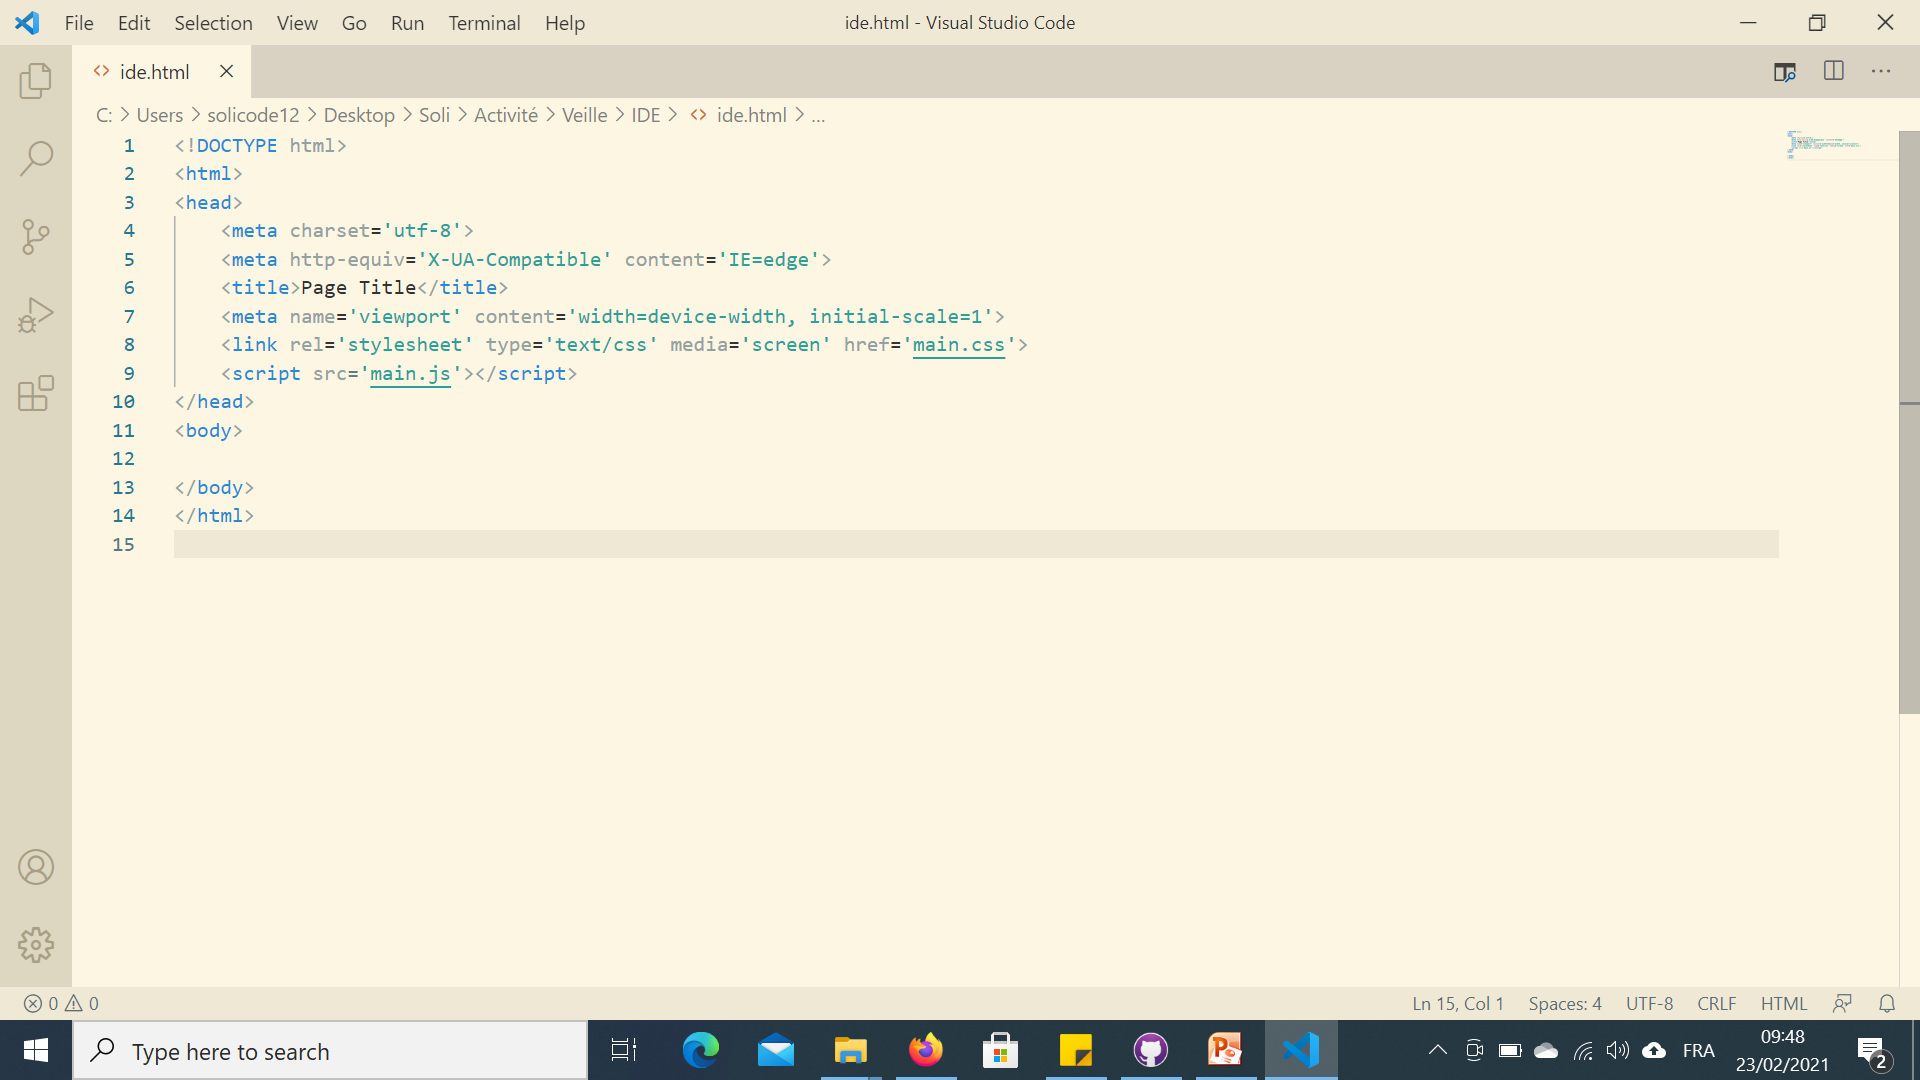 File Edit Selection View Go Run Terminal Help ide.html - Visual Studio Code
ide.html
C: > Users > solicode12 > Desktop > Soli > Activité > Veille > IDE > ide.html > ...
1 <!DOCTYPE html>
2 <html>
3 <head>
4 <meta charset='utf-8'>
5 <meta http-equiv='X-UA-Compatible' content='IE=edge'>
6 <title>Page Title</title>
7 <meta name='viewport' content='width=device-width, initial-scale=1'>
8 <link rel='stylesheet' type='text/css' media='screen' href='main.css'>
9 <script src='main.js'></script>
10 </head>
11 <body>
12
13 </body>
14 </html>
15
0 0 Ln 15, Col 1 Spaces: 4 UTF-8 CRLF HTML
Type here to search FRA 09:48
23/02/2021 2